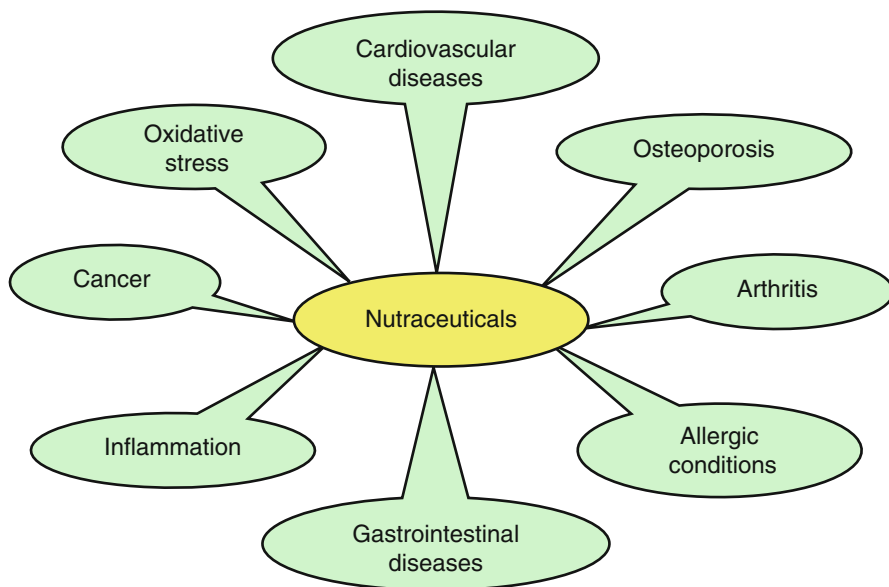 Cardiovascular
diseases
Oxidative
stress
Osteoporosis
Cancer
Arthritis
Nutraceuticals
Inflammation
Allergic
conditions
Gastrointestinal
diseases